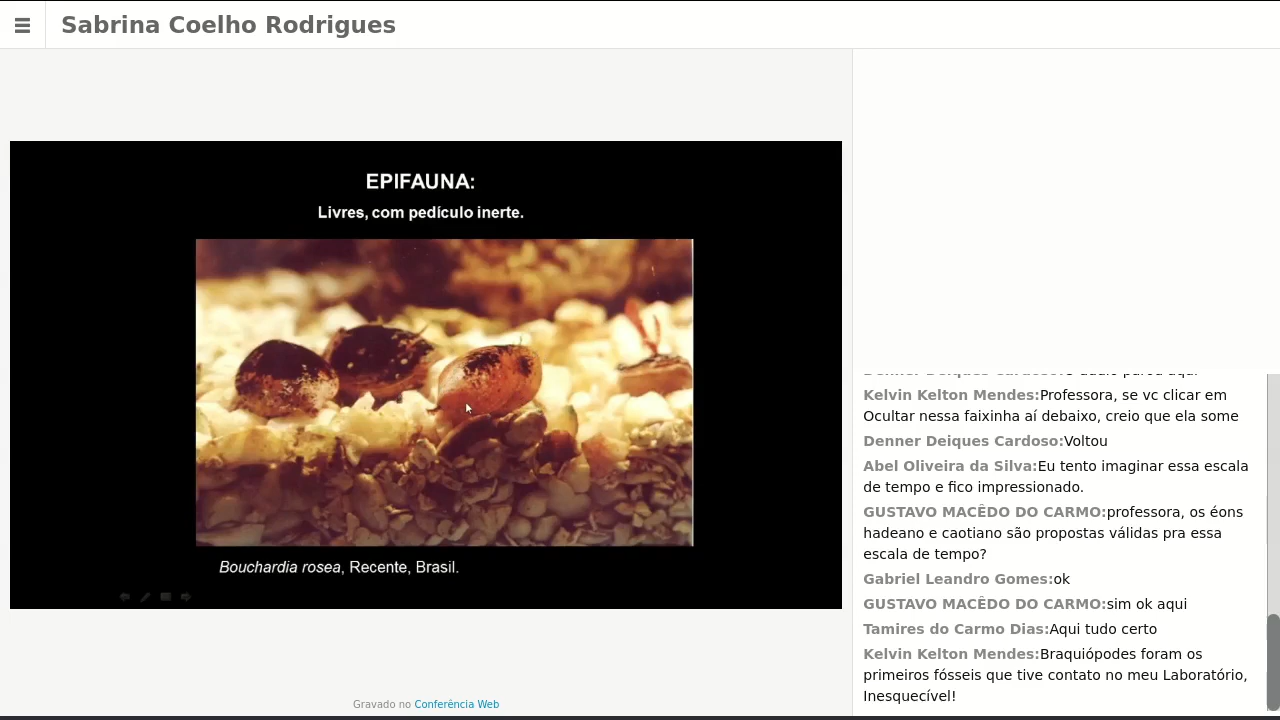 Sabrina Coelho Rodrigues
EPIFAUNA:
Livres, com pedículo inerte.
Bouchardia rosea, Recente, Brasil.
Gravado no Conferência Web
Kelvin Kelton Mendes:Professora, se vc clicar em
Ocultar nessa faixinha aí debaixo, creio que ela some
Denner Deiques Cardoso:Voltou
Abel Oliveira da Silva:Eu tento imaginar essa escala
de tempo e fico impressionado.
GUSTAVO MACÊDO DO CARMO:professora, os éons
hadeano e caotiano são propostas válidas pra essa
escala de tempo?
Gabriel Leandro Gomes:ok
GUSTAVO MACÊDO DO CARMO:sim ok aqui
Tamires do Carmo Dias:Aqui tudo certo
Kelvin Kelton Mendes:Braquiópodes foram os
primeiros fósseis que tive contato no meu Laboratório,
Inesquecível!